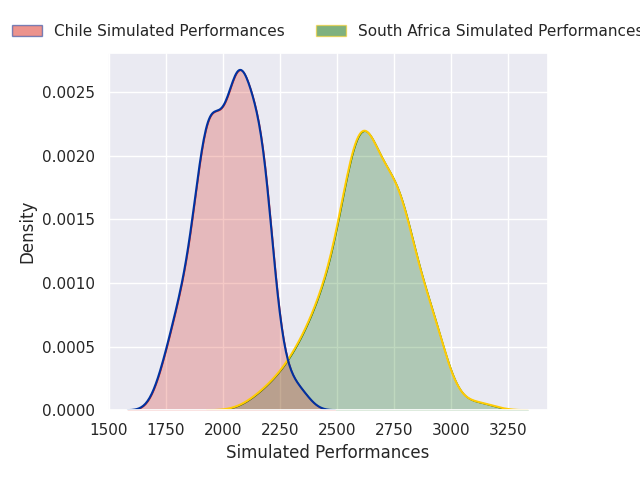 Chile Simulated Performances South Africa Simulated Performances
0.0025
0.0020
0.0015
0.0010
0.0005
0.0000
Density
1500 1750 2000 2250 2500 2750 3000 3250
Simulated Performances